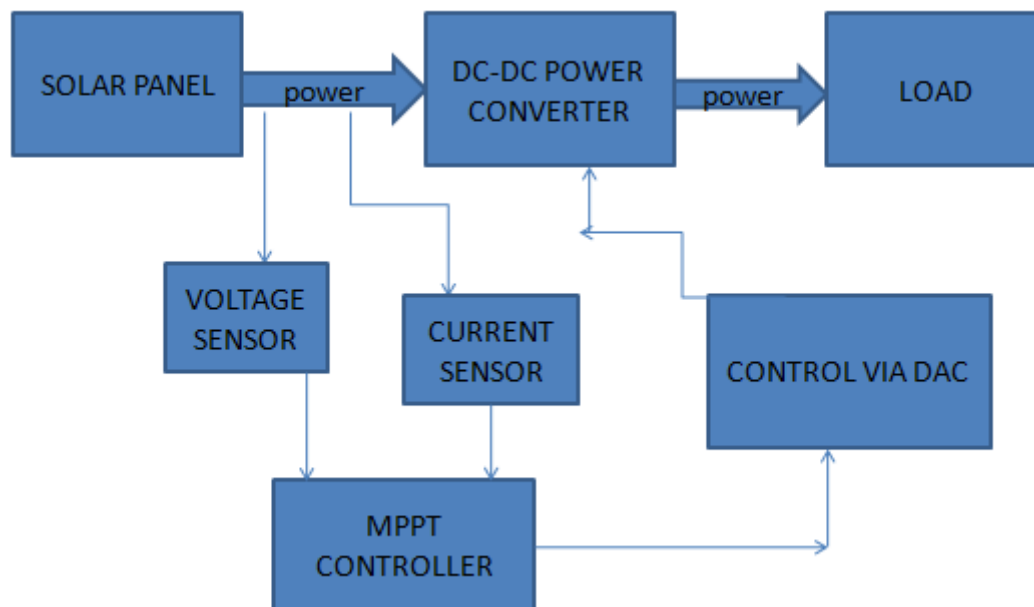 SOLAR PANEL
power
DC-DC POWER
CONVERTER
power
LOAD
VOLTAGE
SENSOR
CURRENT
SENSOR
CONTROL VIA DAC
MPPT
CONTROLLER